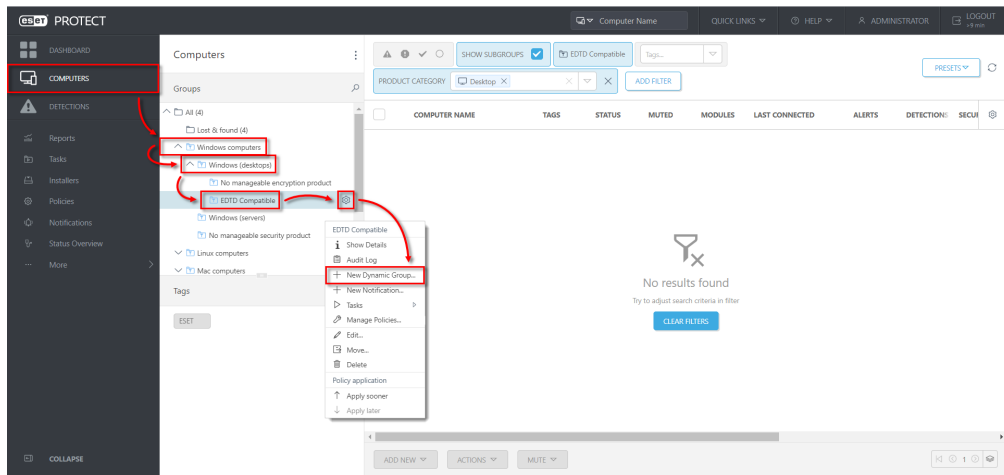 eset PROTECT
Computer Name
QUICK LINKS
HELP
ADMINISTRATOR
LOGOUT
>9 min
DASHBOARD
COMPUTERS
DETECTIONS
Reports
Tasks
Installers
Policies
Notifications
Status Overview
More
COLLAPSE
Computers
Groups
All (4)
Lost & found (4)
Windows computers
Windows (desktops)
No manageable encryption product
EDTD Compatible
Windows (servers)
No manageable security product
Linux computers
Mac computers
Tags
ESET
EDTD Compatible
Show Details
Audit Log
New Dynamic Group...
New Notification...
Tasks
Manage Policies...
Edit...
Move...
Delete
Policy application
Apply sooner
Apply later
SHOW SUBGROUPS
EDTD Compatible
Tags...
PRESETS
PRODUCT CATEGORY
Desktop
ADD FILTER
COMPUTER NAME TAGS STATUS MUTED MODULES LAST CONNECTED ALERTS DETECTIONS SECUI
No results found
Try to adjust search criteria in filter
CLEAR FILTERS
ADD NEW
ACTIONS
MUTE
1